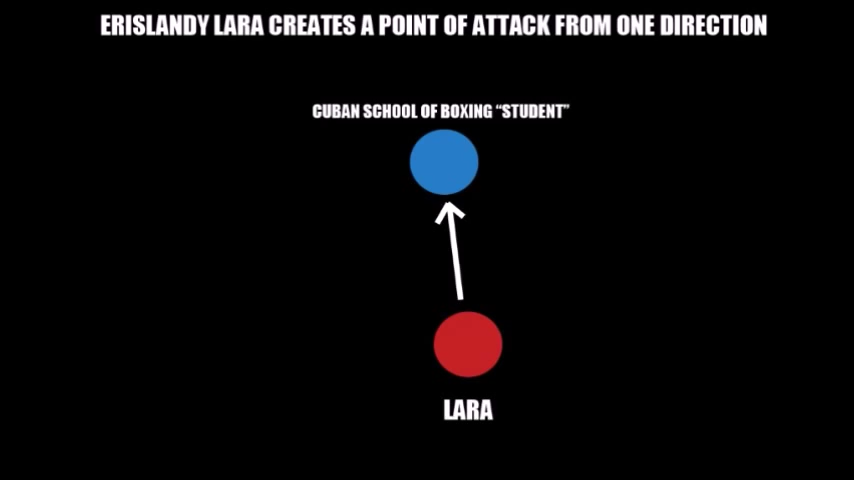 ERISLANDY LARA CREATES A POINT OF ATTACK FROM ONE DIRECTION
CUBAN SCHOOL OF BOXING “STUDENT”
LARA